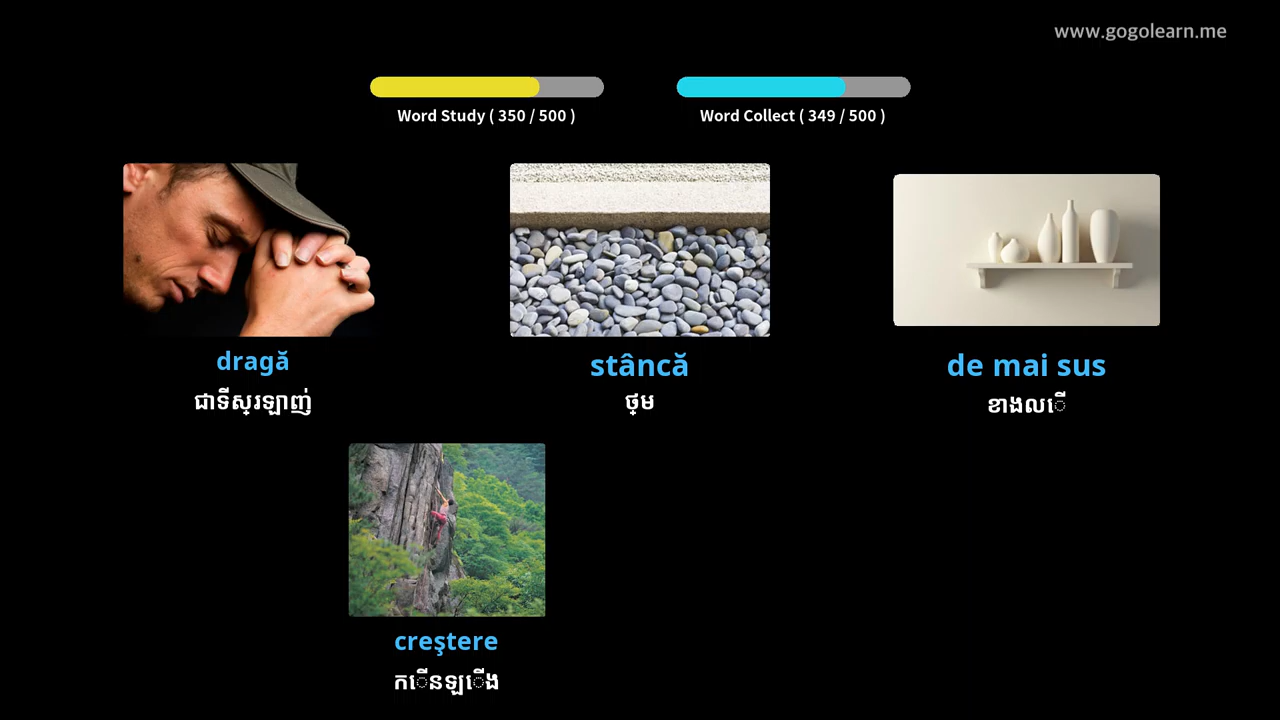 www.gogolearn.me
Word Study ( 350 / 500 )
Word Collect ( 349 / 500 )
dragă
stâncă
de mai sus
ជាទីស្រឡាញ់
ថ្ម
ខាងលើ
creştere
កើនឡើង